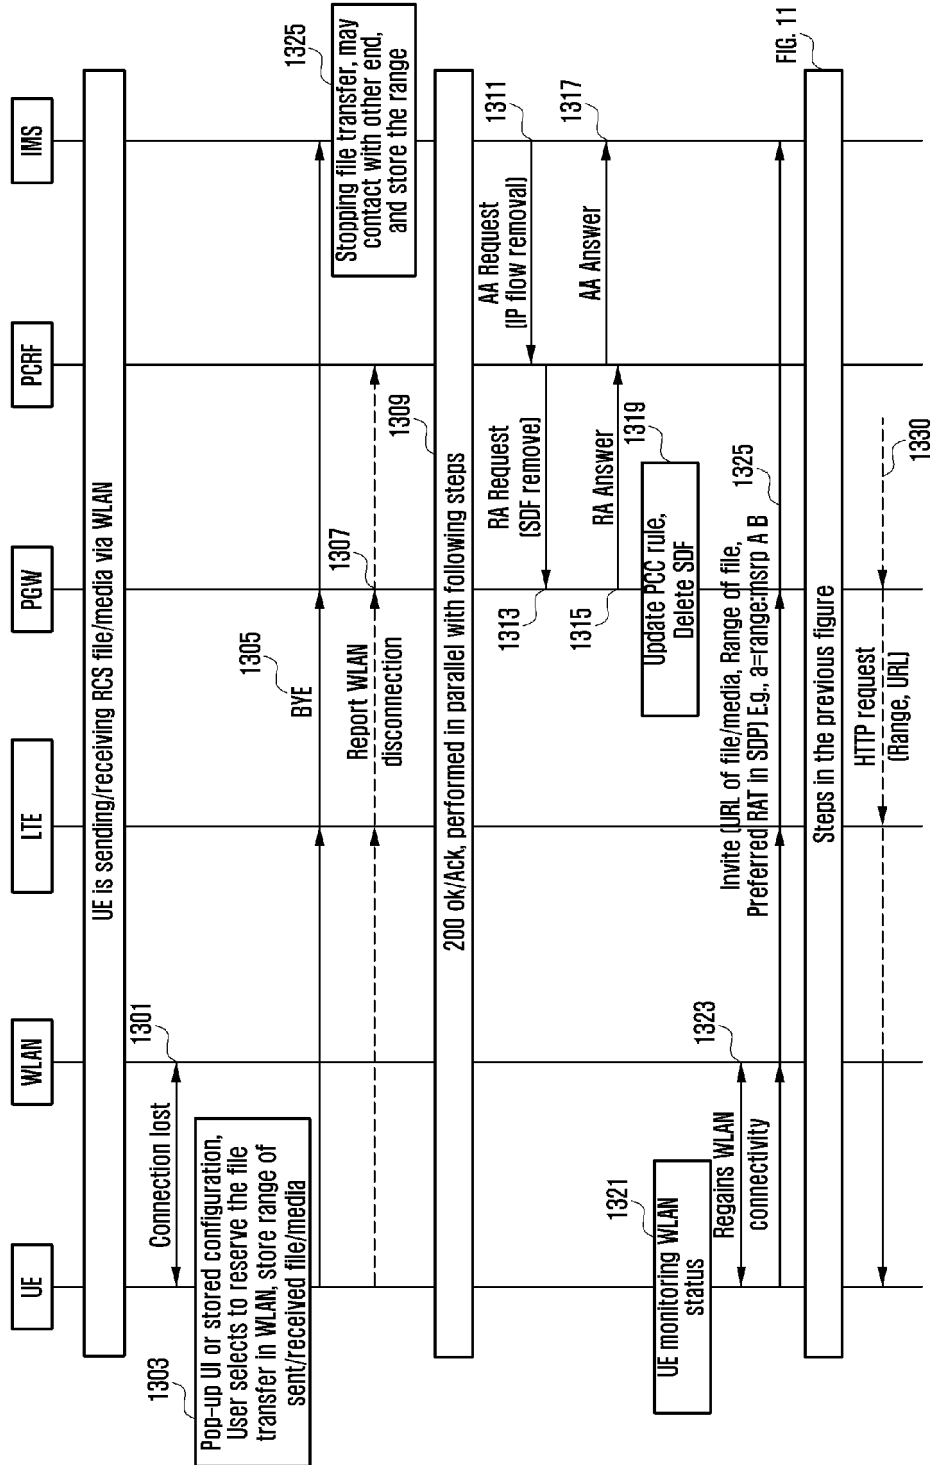 UE
WLAN
LTE
PGW
PCRF
IMS
UE is sending/receiving RCS file/media via WLAN
1301
Connection lost
1303
Pop-up UI or stored configuration,
User selects to reserve the file
transfer in WLAN, store range of
sent/received file/media
1305
BYE
1325
Stopping file transfer, may
contact with other end,
and store the range
1307
Report WLAN
disconnection
1309
200 ok/Ack, performed in parallel with following steps
1311
AA Request
(IP flow removal)
RA Request
(SDF remove)
1313
1317
AA Answer
RA Answer
1315
1319
Update PCC rule,
Delete SDF
1321
UE monitoring WLAN
status
1323
Regains WLAN
connectivity
1325
Invite (URL of file/media, Range of file,
Preferred RAT in SDP) E.g., a=range:msrp A B
FIG. 11
Steps in the previous figure
HTTP request
(Range, URL)
1330